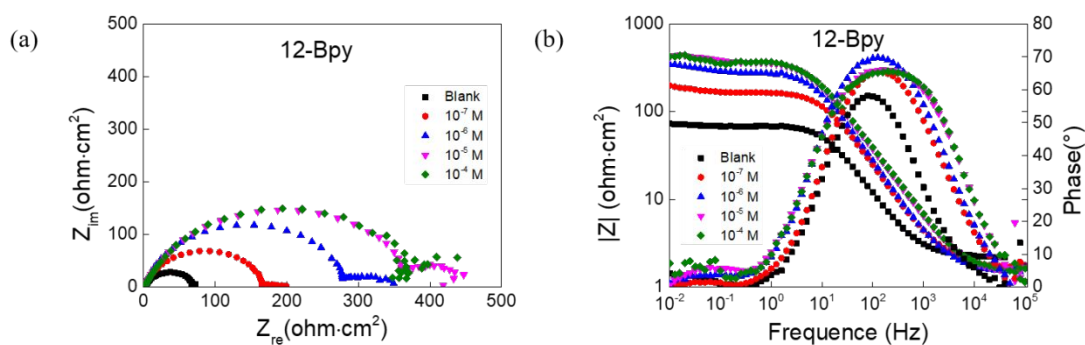 (a)
12-Bpy
500
400
300
200
100
0
Z_im(ohm·cm²)
Blank
10⁻⁷ M
10⁻⁶ M
10⁻⁵ M
10⁻⁴ M
0 100 200 300 400 500
Z_re(ohm·cm²)
(b)
12-Bpy
1000
100
10
1
|Z| (ohm·cm²)
Blank
10⁻⁷ M
10⁻⁶ M
10⁻⁵ M
10⁻⁴ M
80
70
60
50
40
30
20
10
0
Phase(°)
10⁻² 10⁻¹ 10⁰ 10¹ 10² 10³ 10⁴ 10⁵
Frequence (Hz)